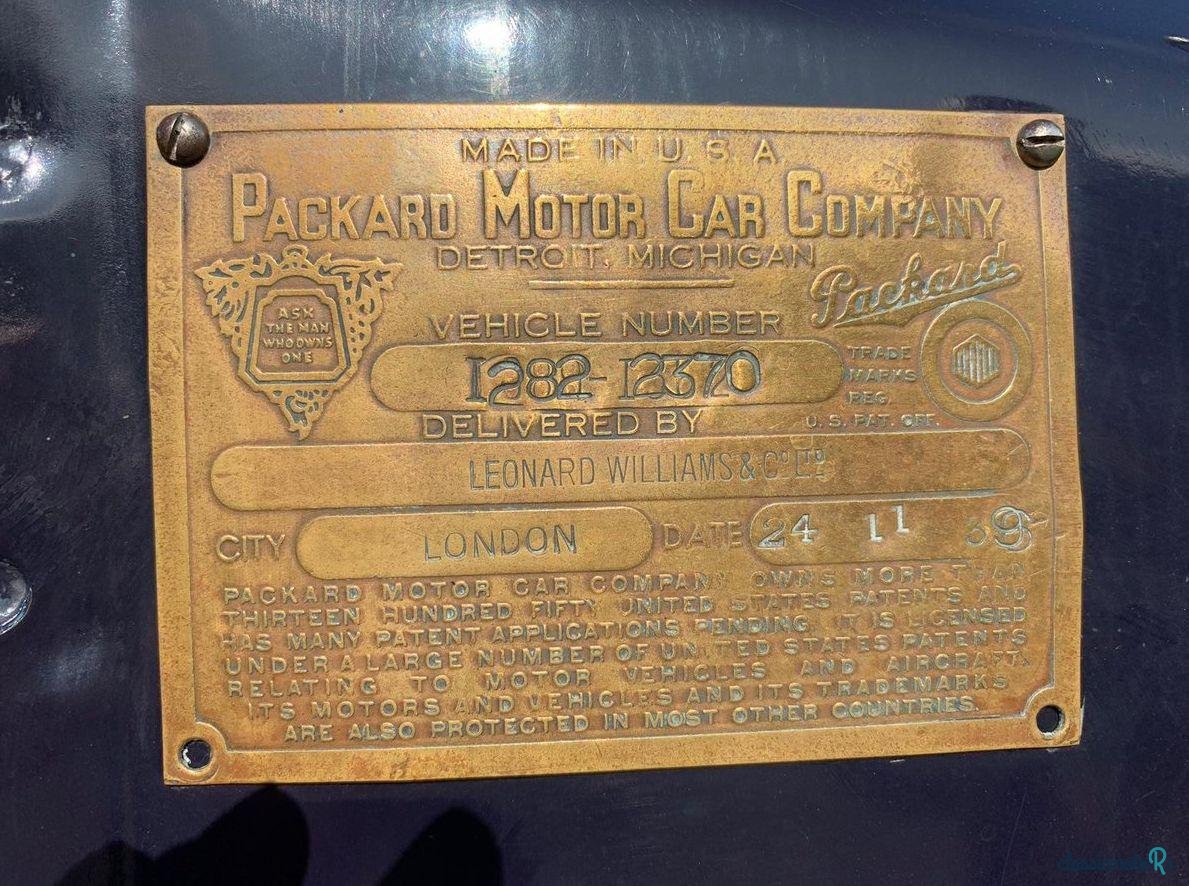 MADE IN U. S. A.
PACKARD MOTOR CAR COMPANY
DETROIT, MICHIGAN
Packard
ASK
THE MAN
WHO OWNS
ONE
VEHICLE NUMBER
1282-12370
TRADE
MARKS
REG
U. S. PAT. OFF.
DELIVERED BY
LEONARD WILLIAMS & Cº LTD
CITY LONDON DATE 24 11 39
PACKARD MOTOR CAR COMPANY OWNS MORE THAN
THIRTEEN HUNDRED FIFTY UNITED STATES PATENTS AND
HAS MANY PATENT APPLICATIONS PENDING. IT IS LICENSED
UNDER A LARGE NUMBER OF UNITED STATES PATENTS
RELATING TO MOTOR VEHICLES AND AIRCRAFT.
ITS MOTORS AND VEHICLES AND ITS TRADEMARKS
ARE ALSO PROTECTED IN MOST OTHER COUNTRIES.